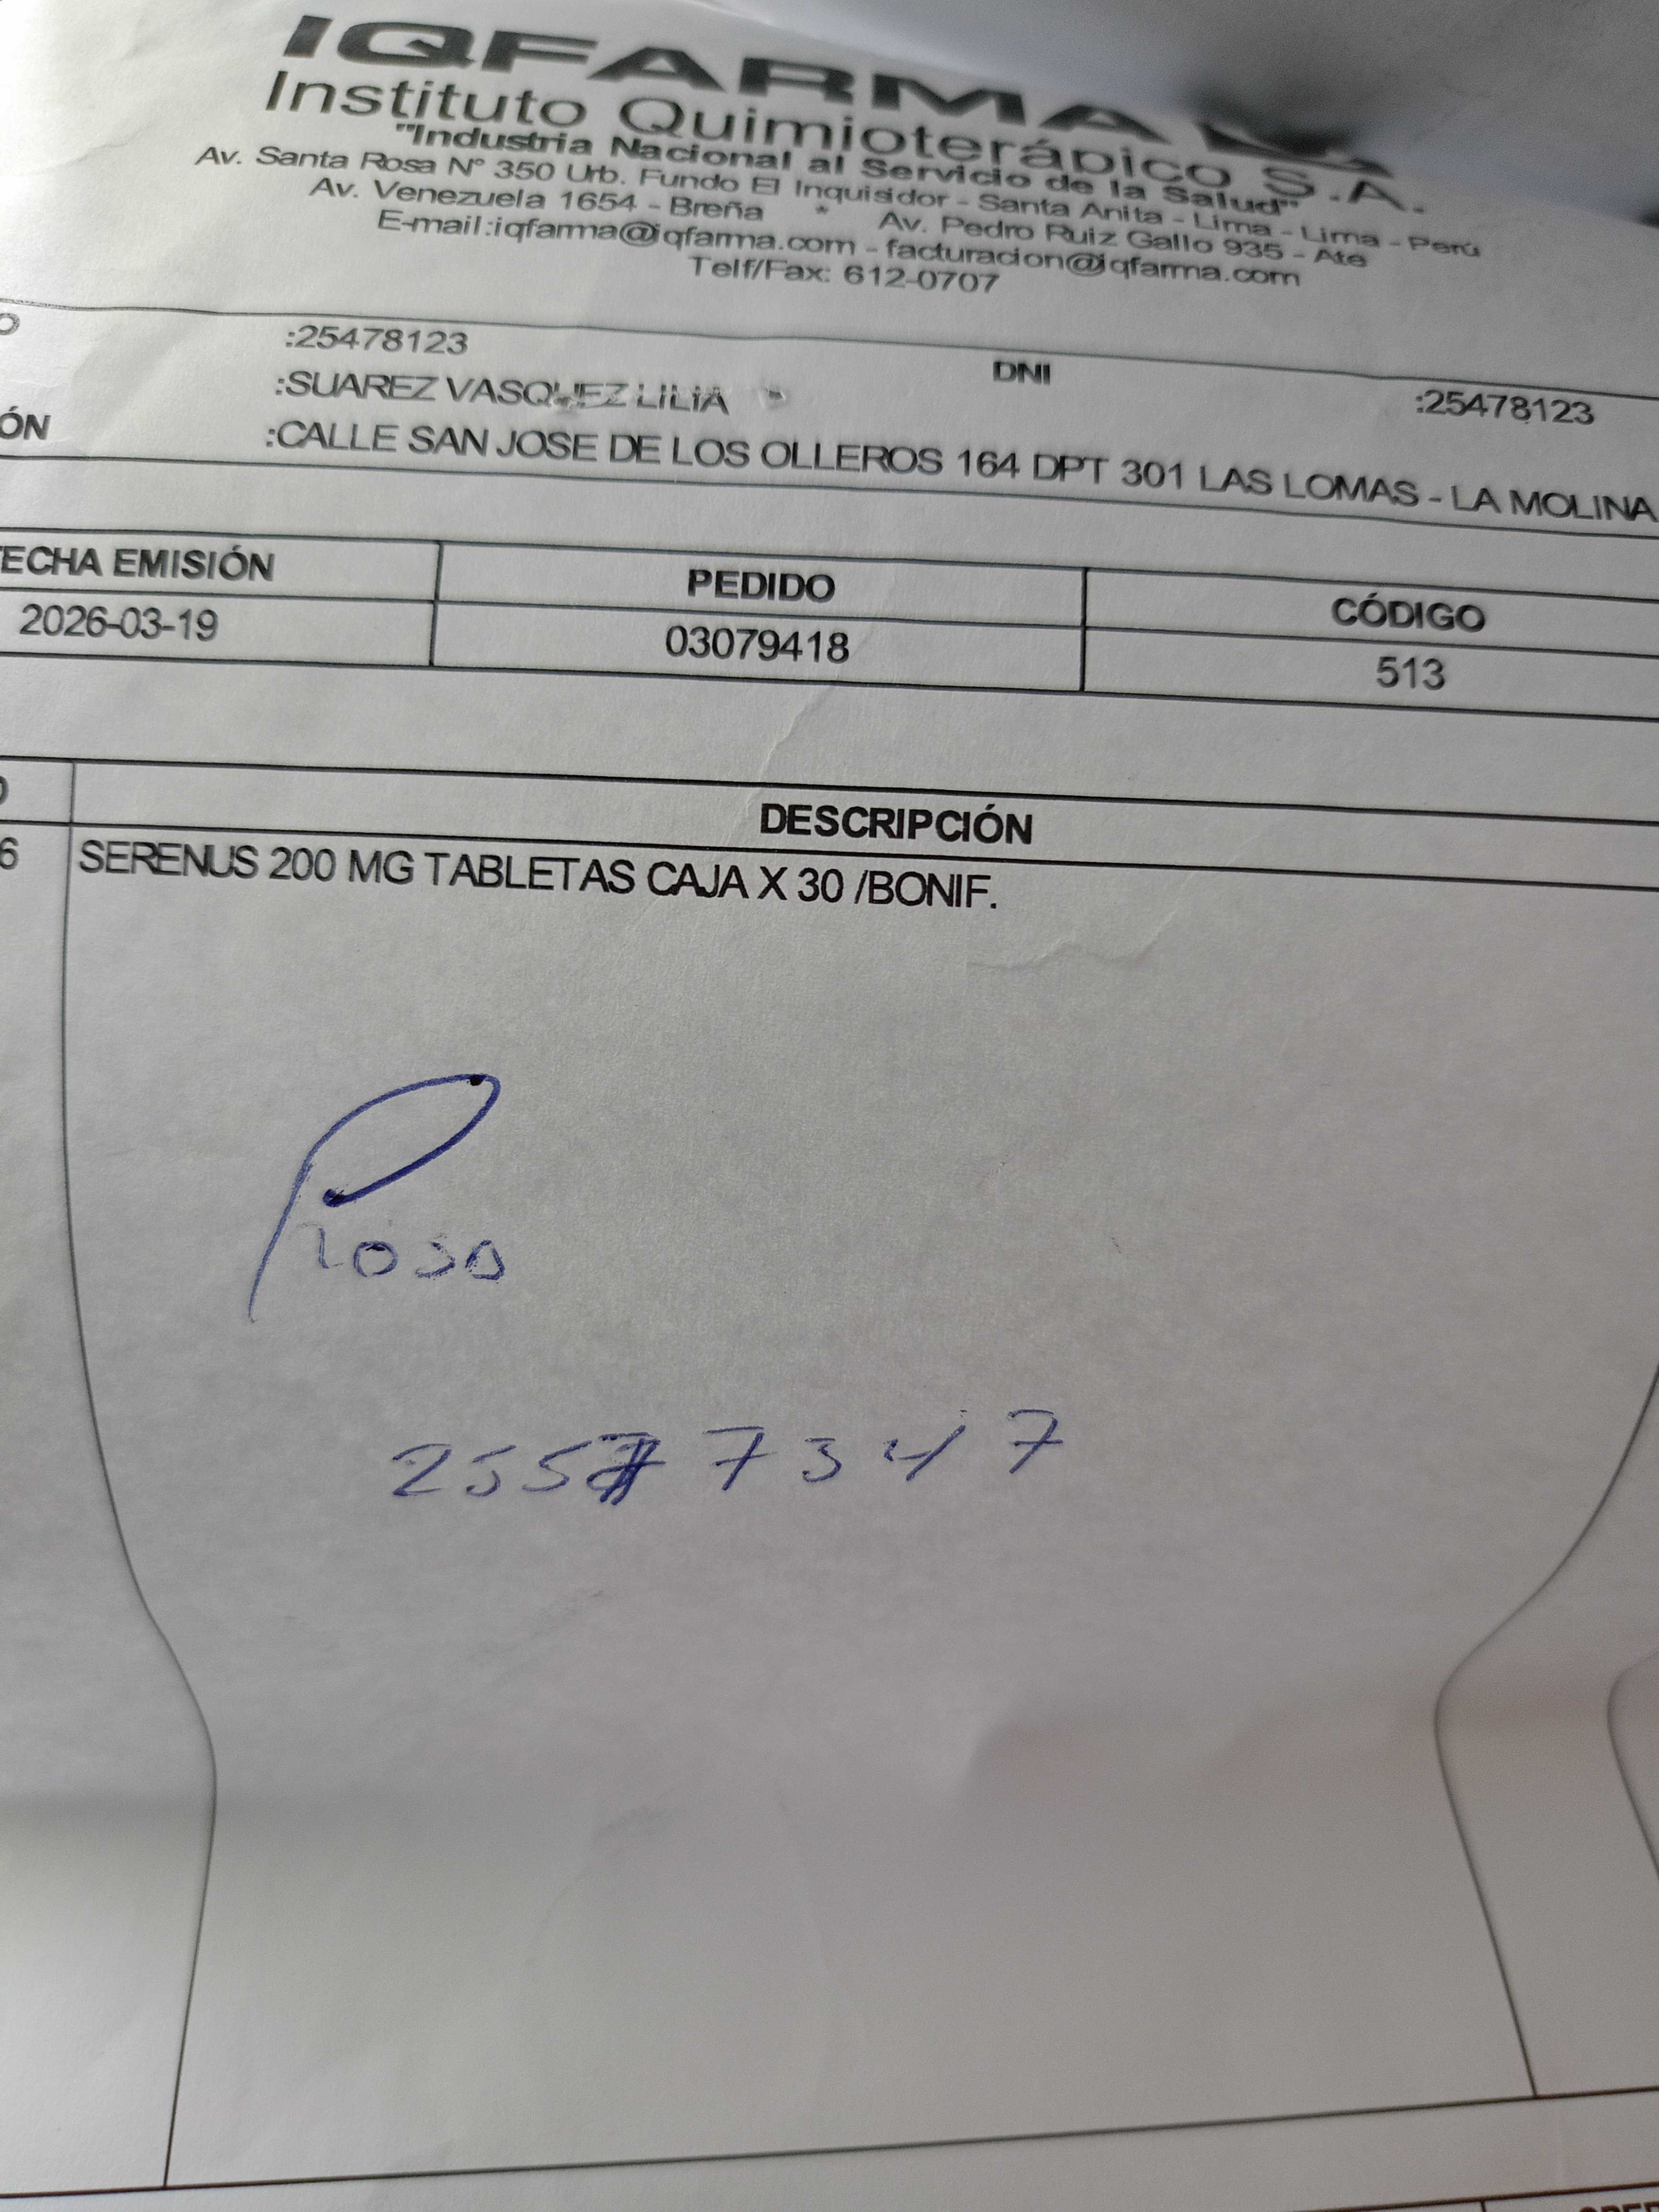 IQFARMA
Instituto Quimioterápico S.A.
"Industria Nacional al Servicio de la Salud"
Av. Santa Rosa N° 350 Urb. Fundo El Inquisidor - Santa Anita - Lima - Lima - Perú
Av. Venezuela 1654 - Breña * Av. Pedro Ruiz Gallo 935 - Ate
E-mail:iqfarma@iqfarma.com - facturacion@iqfarma.com
Telf/Fax: 612-0707
:25478123 DNI :25478123
:SUAREZ VASQUEZ LILIA
ÓN :CALLE SAN JOSE DE LOS OLLEROS 164 DPT 301 LAS LOMAS - LA MOLINA
FECHA EMISIÓN PEDIDO CÓDIGO
2026-03-19 03079418 513
DESCRIPCIÓN
6 SERENUS 200 MG TABLETAS CAJA X 30 /BONIF.
Rosa